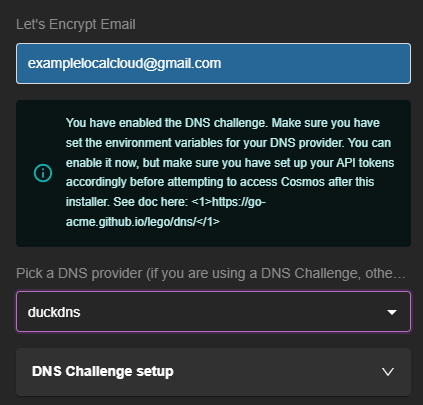 Let's Encrypt Email
examplelocalcloud@gmail.com
You have enabled the DNS challenge. Make sure you have
set the environment variables for your DNS provider. You can
enable it now, but make sure you have set up your API tokens
accordingly before attempting to access Cosmos after this
installer. See doc here: <1>https://go-
acme.github.io/lego/dns/</1>
Pick a DNS provider (if you are using a DNS Challenge, othe...
duckdns
DNS Challenge setup